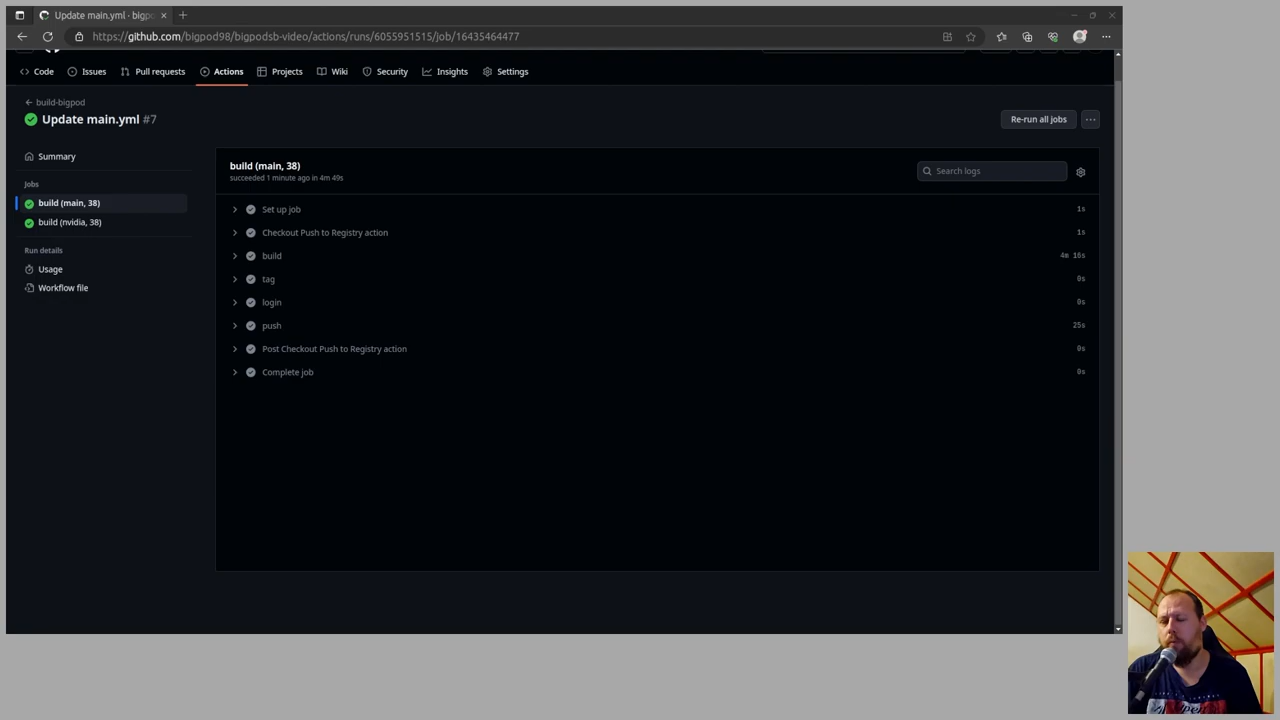 Update main.yml · bigpo
https://github.com/bigpod98/bigpodsb-video/actions/runs/6055951515/job/16435464477
Code
Issues
Pull requests
Actions
Projects
Wiki
Security
Insights
Settings
build-bigpod
Update main.yml #7
Re-run all jobs
Summary
Jobs
build (main, 38)
build (nvidia, 38)
Run details
Usage
Workflow file
build (main, 38)
succeeded 1 minute ago in 4m 49s
Search logs
Set up job 1s
Checkout Push to Registry action 1s
build 4m 16s
tag 0s
login 0s
push 25s
Post Checkout Push to Registry action 0s
Complete job 0s